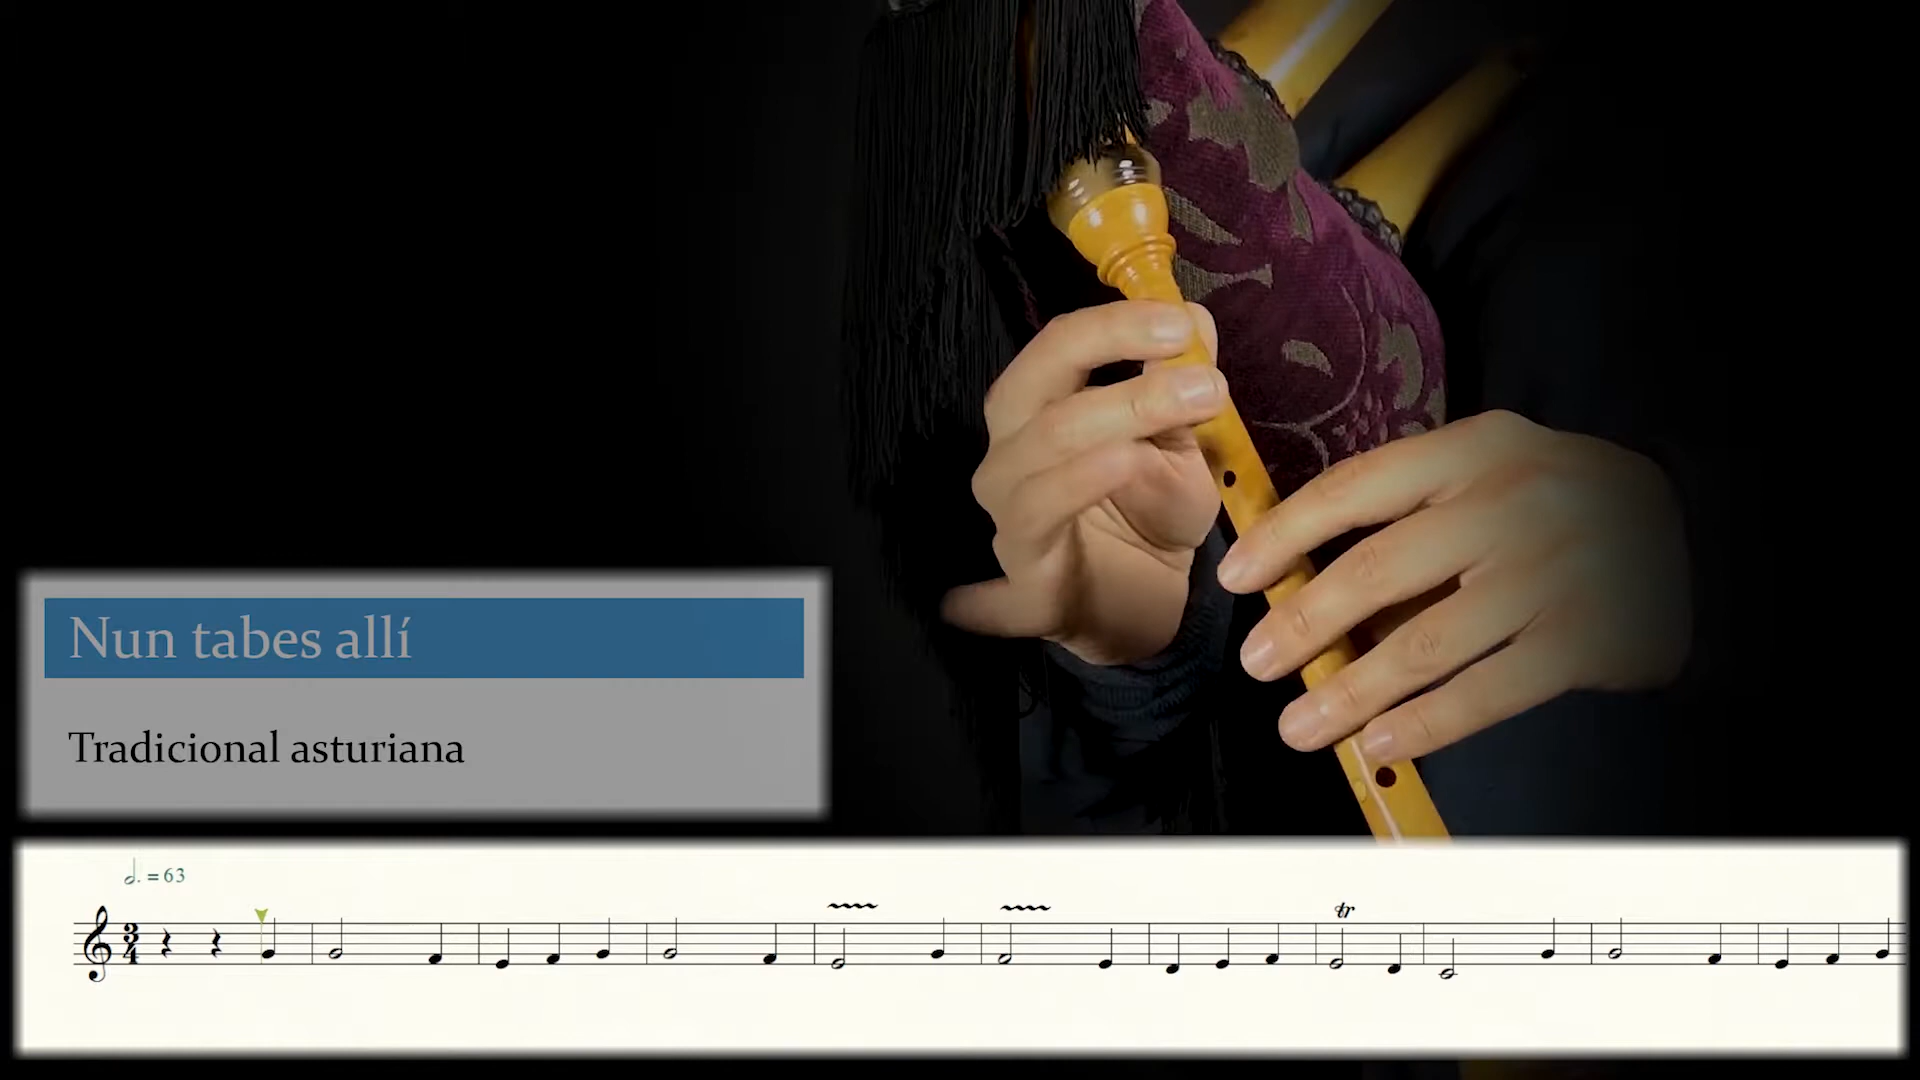 Nun tabes allí
Tradicional asturiana
𝅗𝅥. = 63
3
4
tr